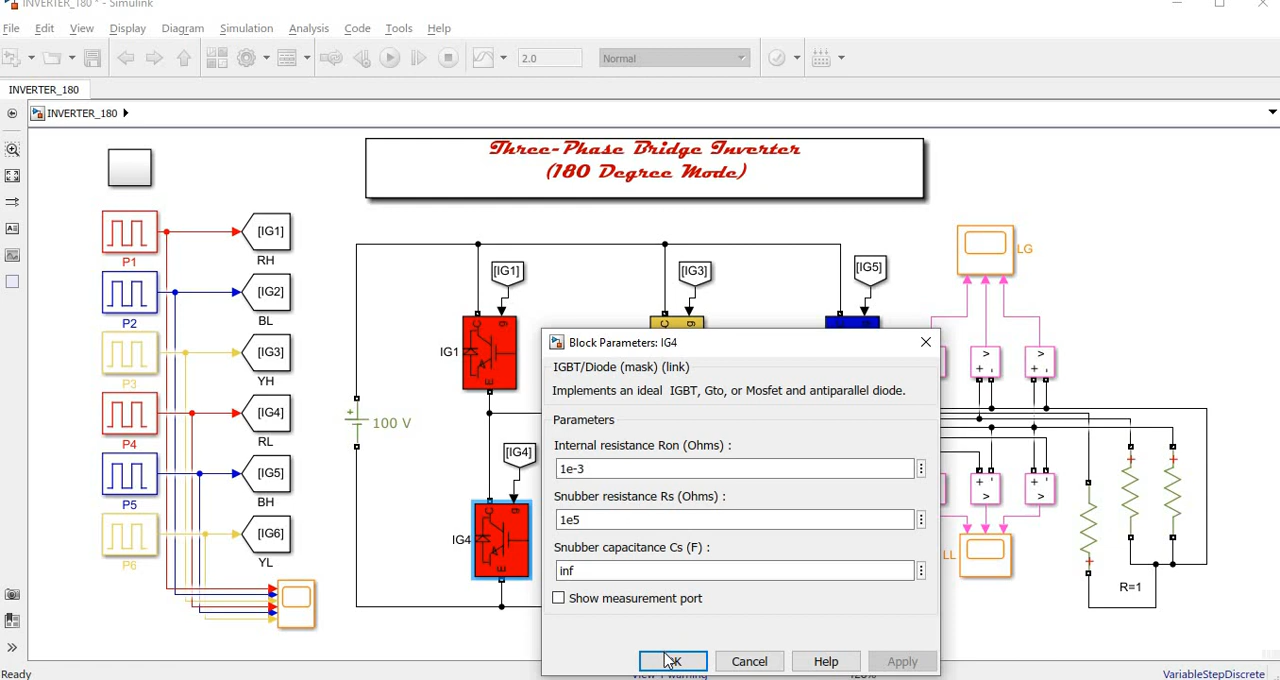 INVERTER_180 * - Simulink
File Edit View Display Diagram Simulation Analysis Code Tools Help
2.0
Normal
INVERTER_180
INVERTER_180
Three-Phase Bridge Inverter
(180 Degree Mode)
P1
[IG1]
RH
P2
[IG2]
BL
P3
[IG3]
YH
P4
[IG4]
RL
P5
[IG5]
BH
P6
[IG6]
YL
100 V
[IG1]
[IG3]
[IG5]
IG1
C
g
E
C
g
C
g
[IG4]
IG4
C
g
E
LG
LL
R=1
Block Parameters: IG4
IGBT/Diode (mask) (link)
Implements an ideal IGBT, Gto, or Mosfet and antiparallel diode.
Parameters
Internal resistance Ron (Ohms) :
1e-3
Snubber resistance Rs (Ohms) :
1e5
Snubber capacitance Cs (F) :
inf
Show measurement port
OK Cancel Help Apply
Ready
View 1 warning
VariableStepDiscrete